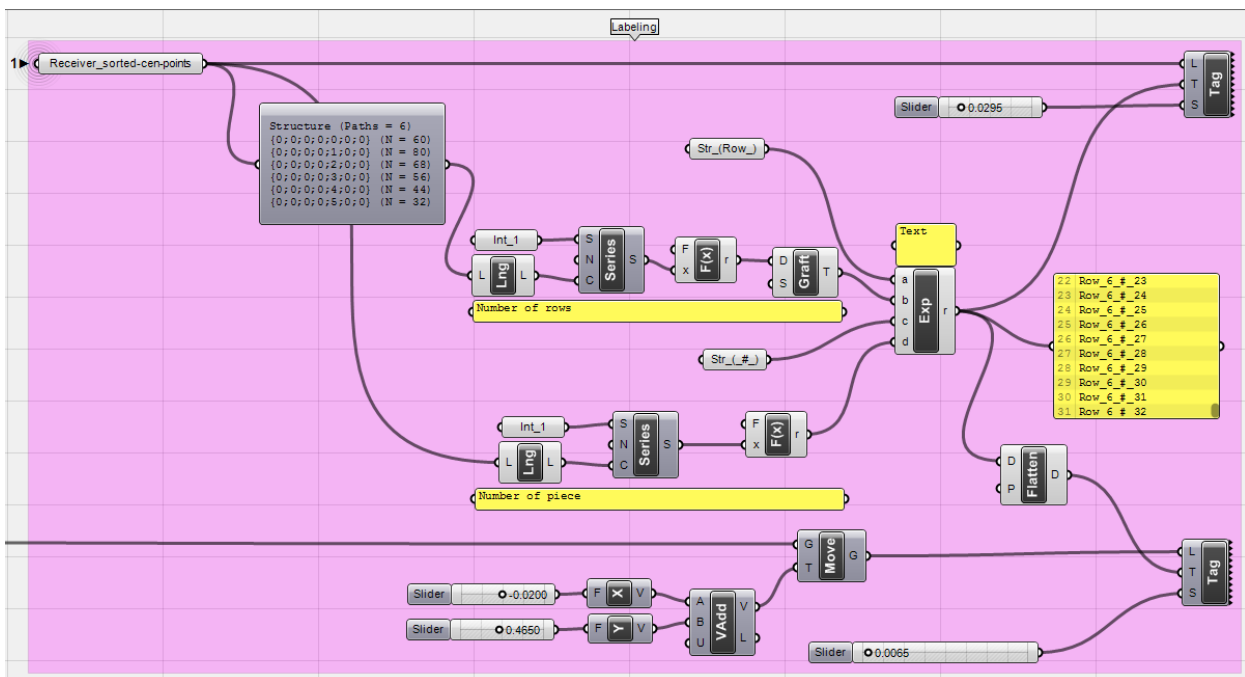 Labeling
1
Receiver_sorted-cen-points
L
T
S
Tag
Slider
0.0295
Structure (Paths = 6)
{0;0;0;0;0;0;0} (N = 60)
{0;0;0;0;1;0;0} (N = 80)
{0;0;0;0;2;0;0} (N = 68)
{0;0;0;0;3;0;0} (N = 56)
{0;0;0;0;4;0;0} (N = 44)
{0;0;0;0;5;0;0} (N = 32)
Str_(Row_)
Int_1
L
Lng
L
S
N
C
Series
S
F
x
F(x)
r
D
S
Graft
T
Text
a
b
c
d
Exp
r
Number of rows
Str_(_#_)
22 Row_6_#_23
23 Row_6_#_24
24 Row_6_#_25
25 Row_6_#_26
26 Row_6_#_27
27 Row_6_#_28
28 Row_6_#_29
29 Row_6_#_30
30 Row_6_#_31
31 Row_6_#_32
Int_1
L
Lng
L
S
N
C
Series
S
F
x
F(x)
r
Number of piece
D
P
Flatten
D
G
T
Move
G
L
T
S
Tag
Slider
-0.0200
F
X
V
Slider
0.4650
F
Y
V
A
B
U
VAdd
V
L
Slider
0.0065